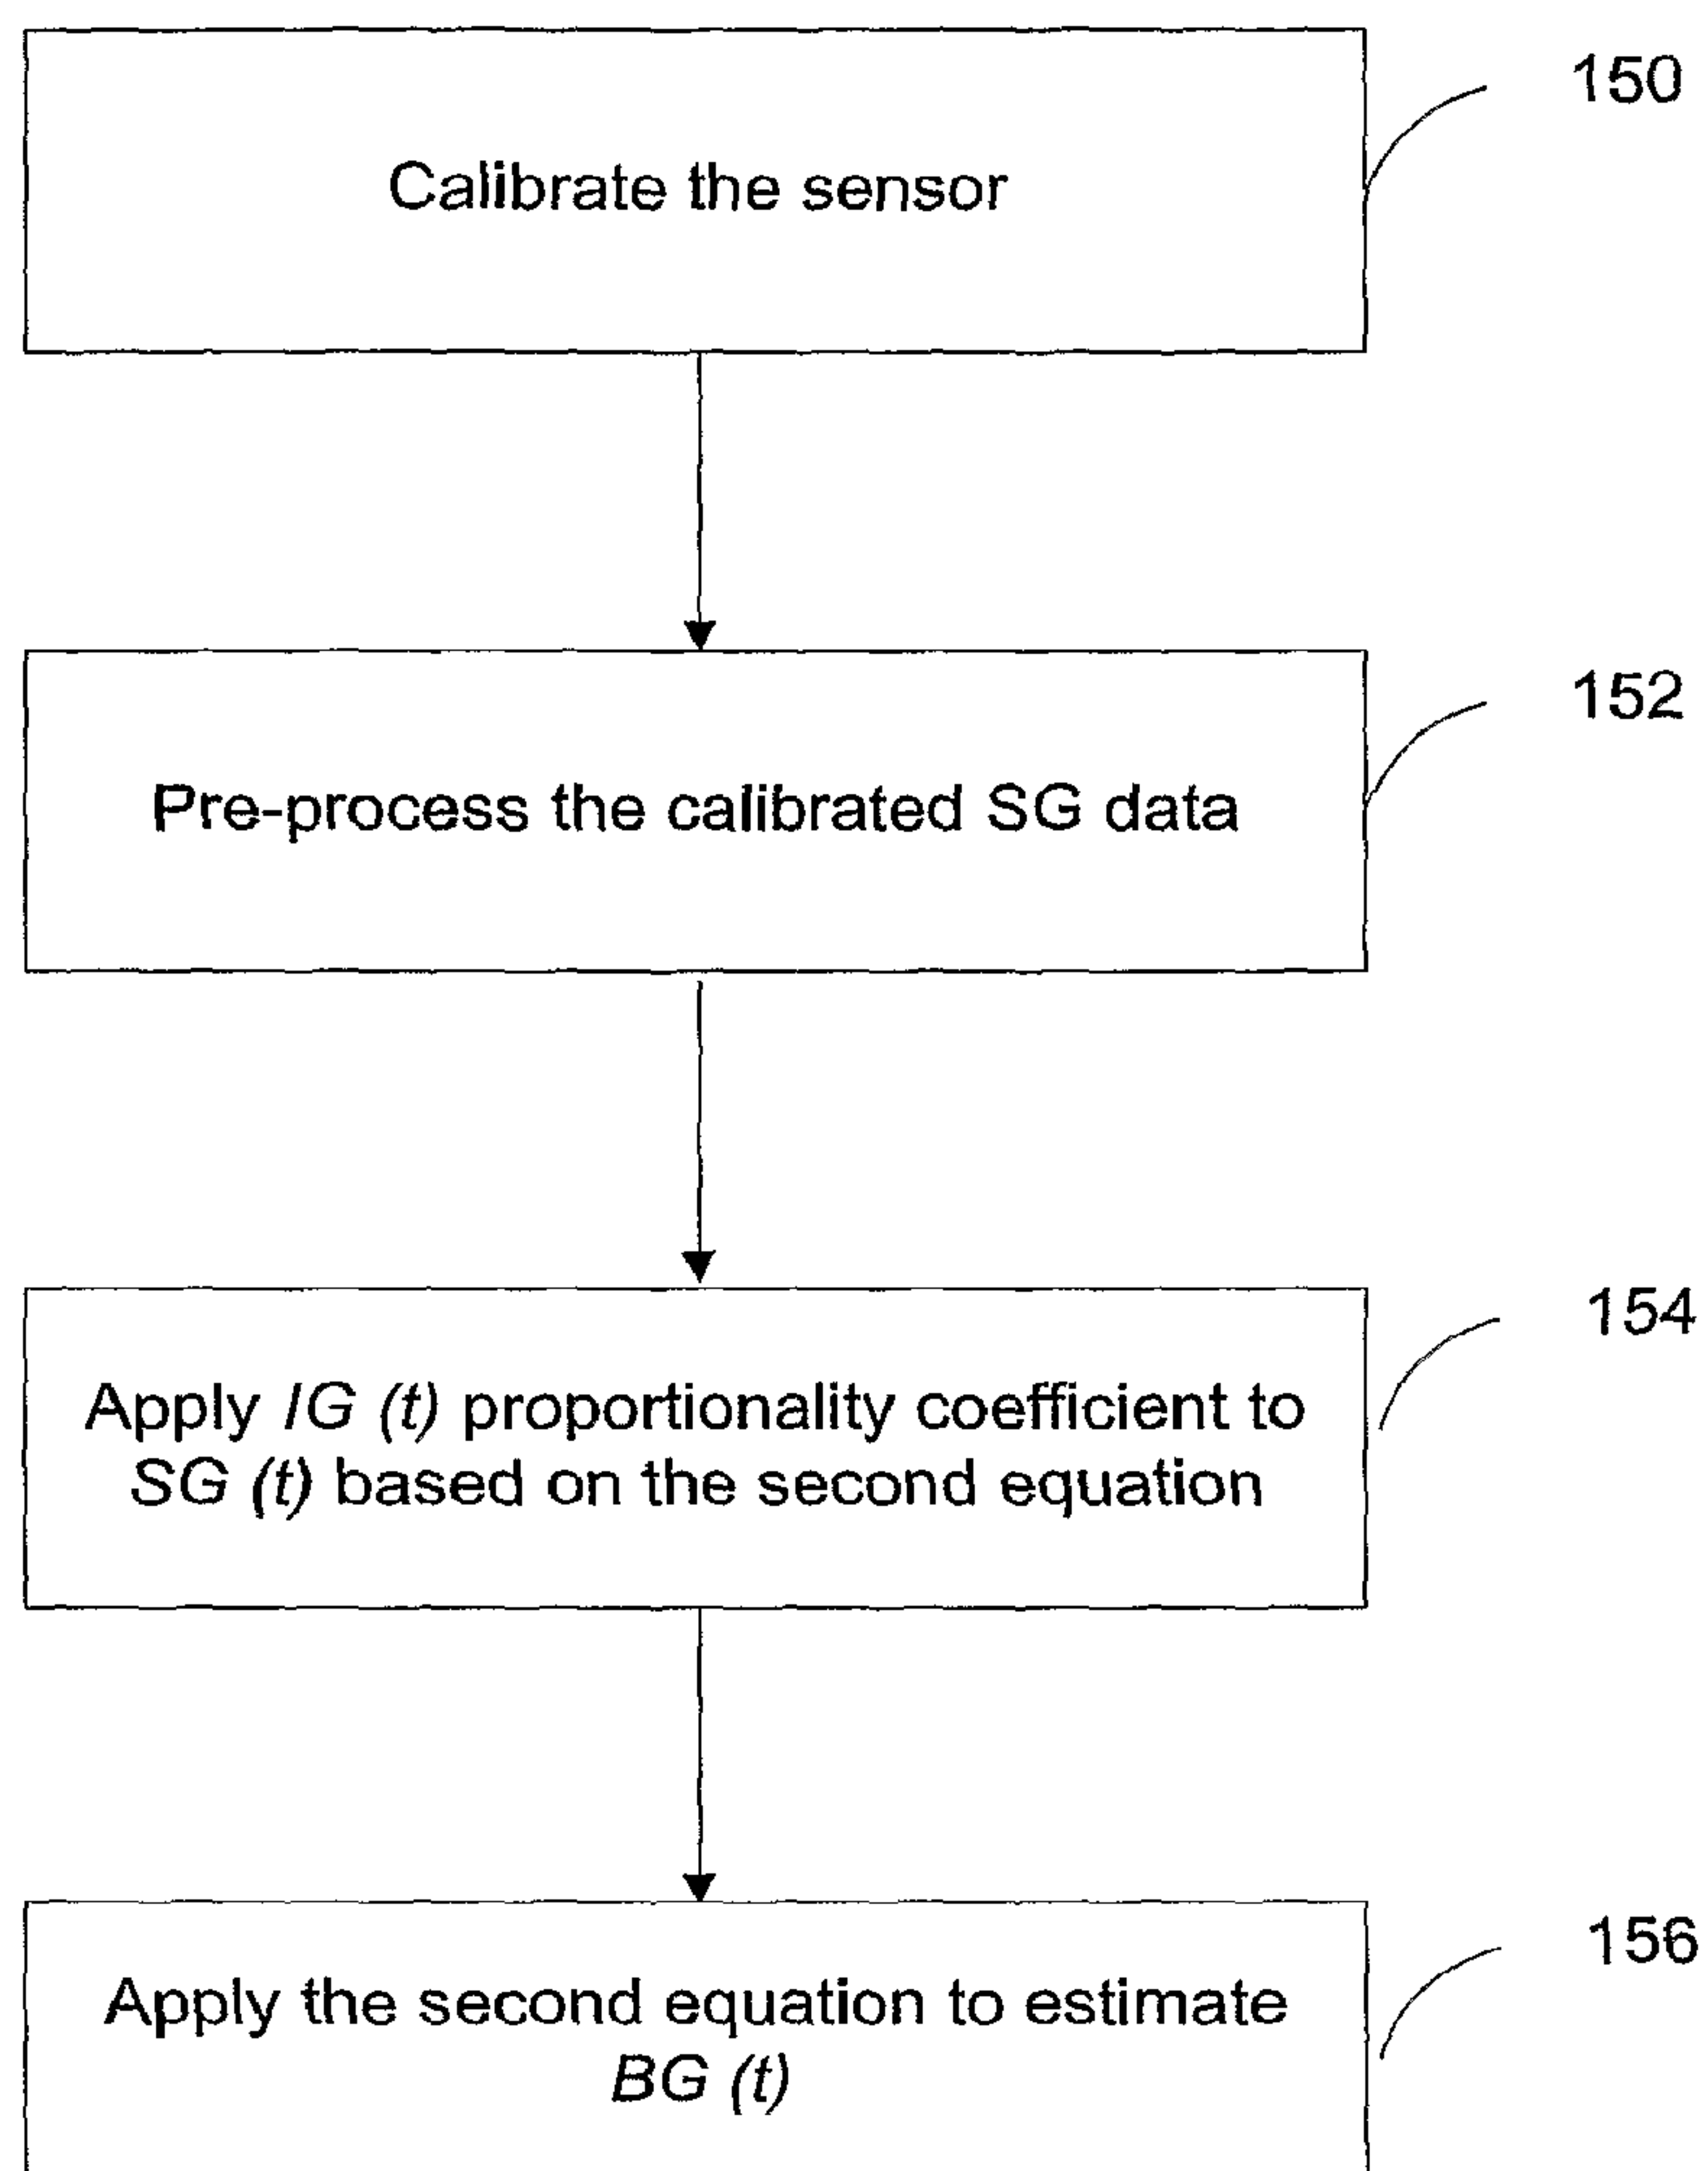 150
Calibrate the sensor
152
Pre-process the calibrated SG data
154
Apply IG (t) proportionality coefficient to
SG (t) based on the second equation
156
Apply the second equation to estimate
BG (t)